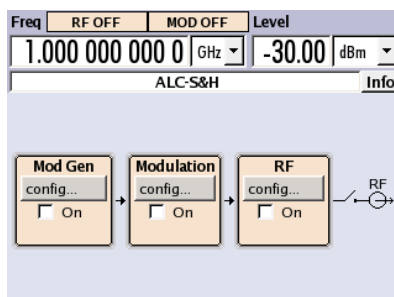 Freq RF OFF MOD OFF Level
1.000 000 000 0 GHz -30.00 dBm
ALC-S&H Info
Mod Gen Modulation RF
config... config... config... RF
On On On